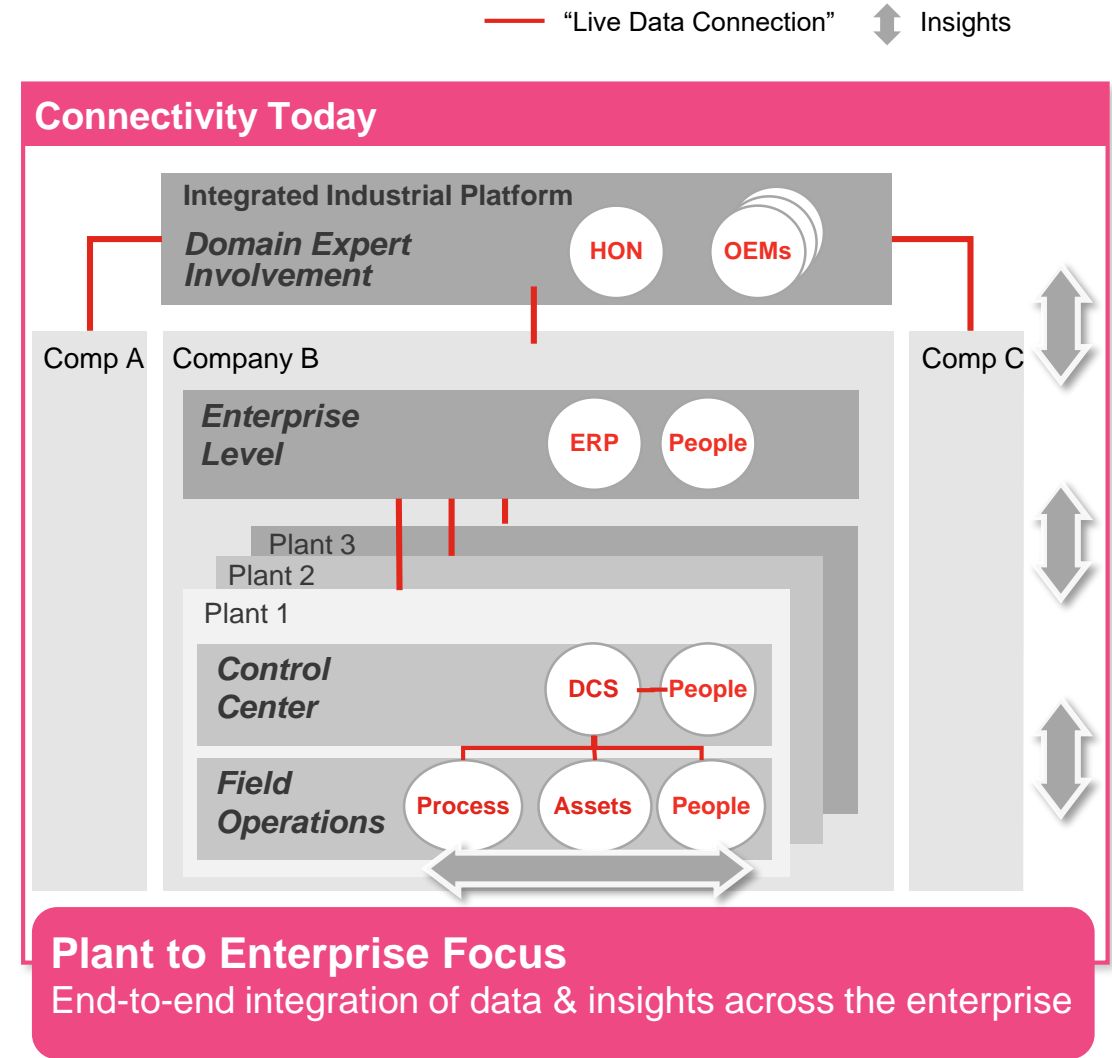 “Live Data Connection”
Insights
Connectivity Today
Integrated Industrial Platform
Domain Expert
Involvement
HON
OEMs
Comp A
Company B
Comp C
Enterprise
Level
ERP
People
Plant 3
Plant 2
Plant 1
Control
Center
DCS
People
Field
Operations
Process
Assets
People
Plant to Enterprise Focus
End-to-end integration of data & insights across the enterprise